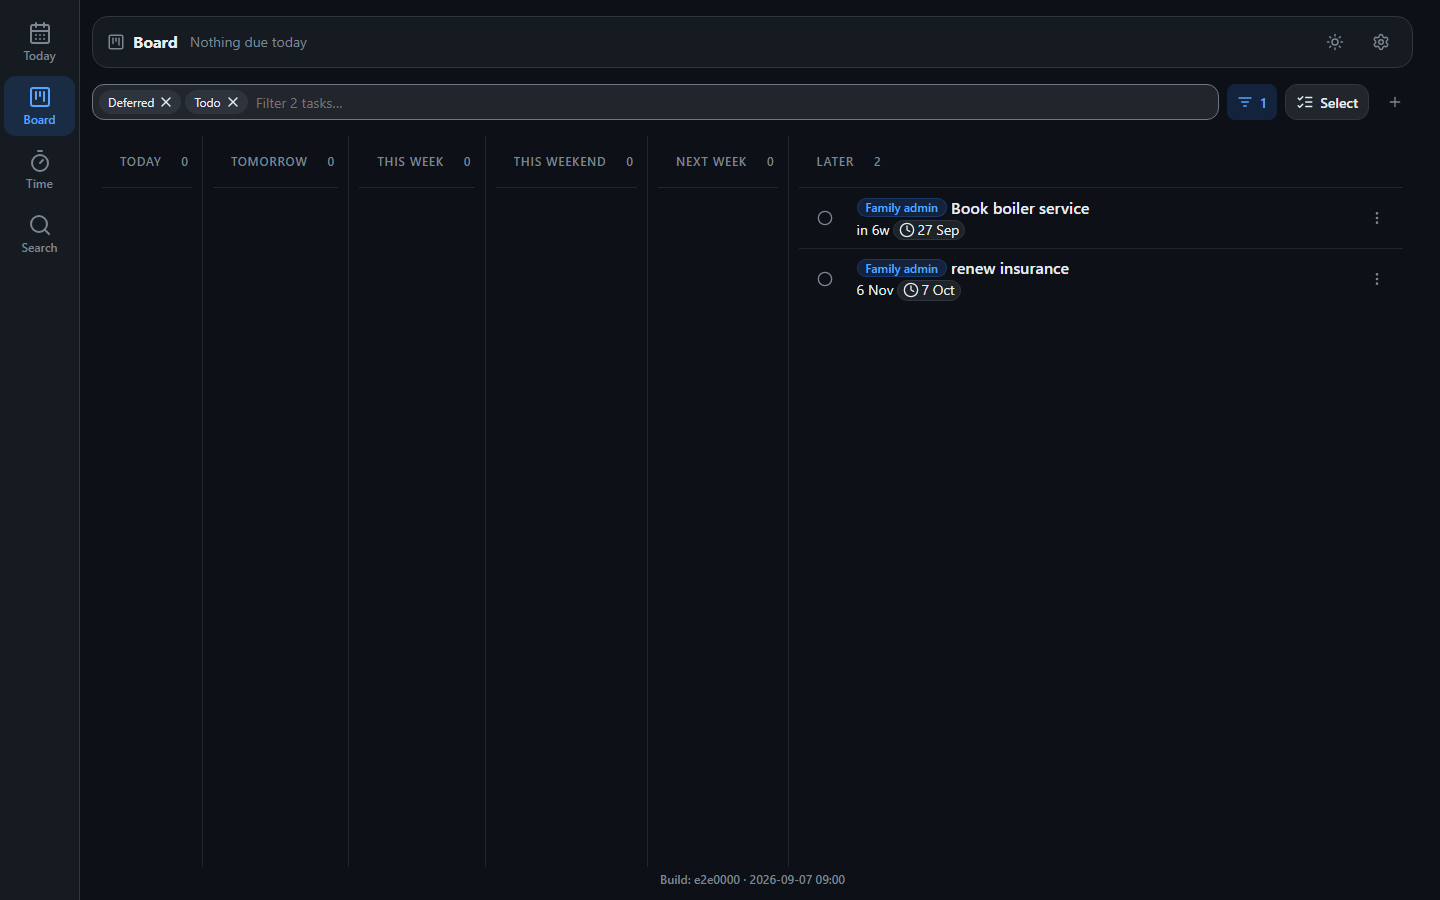 Today
Board
Time
Search
Board Nothing due today
Deferred Todo Filter 2 tasks...
1
Select
TODAY 0
TOMORROW 0
THIS WEEK 0
THIS WEEKEND 0
NEXT WEEK 0
LATER 2
Family admin Book boiler service
in 6w 27 Sep
Family admin renew insurance
6 Nov 7 Oct
Build: e2e0000 · 2026-09-07 09:00